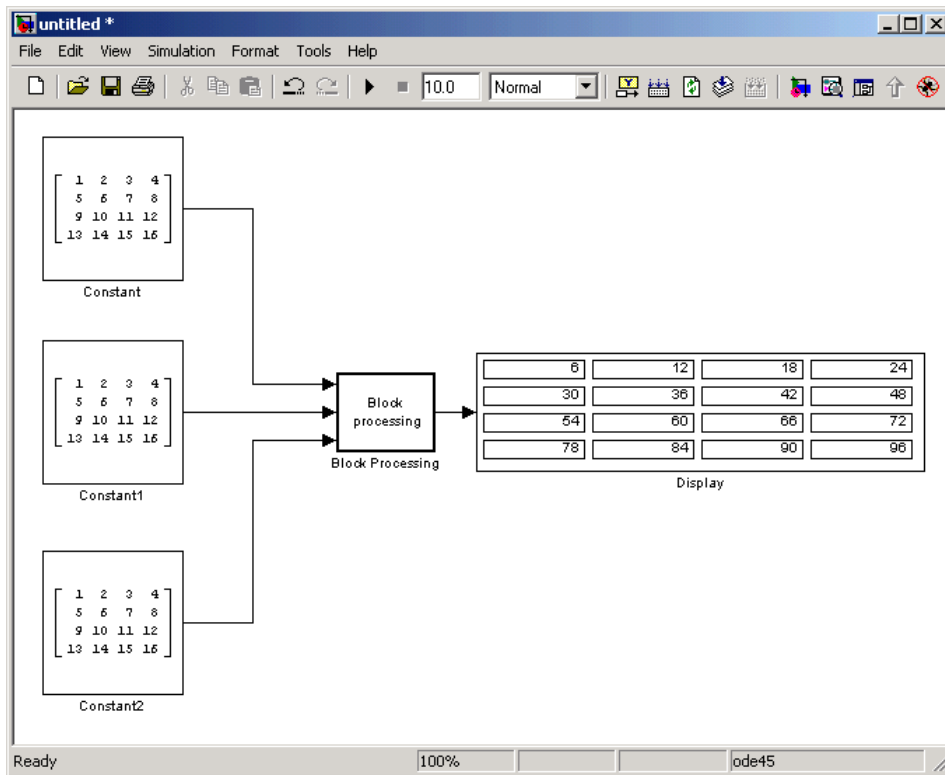 untitled *
File Edit View Simulation Format Tools Help
10.0 Normal
1 2 3 4
5 6 7 8
9 10 11 12
13 14 15 16
Constant
1 2 3 4
5 6 7 8
9 10 11 12
13 14 15 16
Constant1
Block
processing
Block Processing
6 12 18 24
30 36 42 48
54 60 66 72
78 84 90 96
Display
1 2 3 4
5 6 7 8
9 10 11 12
13 14 15 16
Constant2
Ready 100% ode45